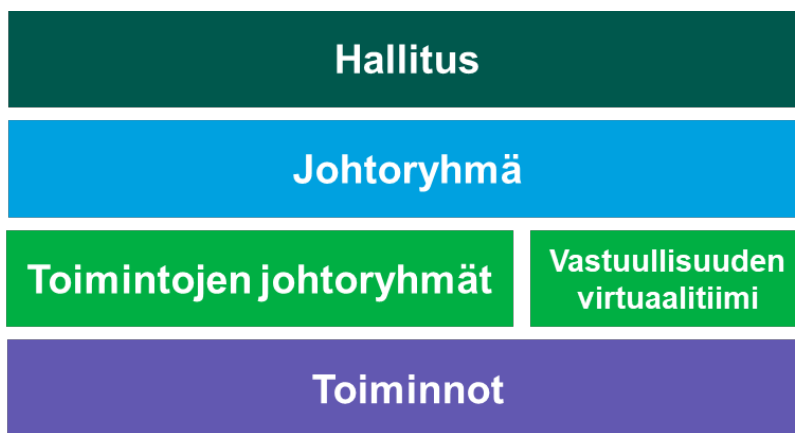 Hallitus
Johtoryhmä
Toimintojen johtoryhmät
Vastuullisuuden
virtuaalitiimi
Toiminnot